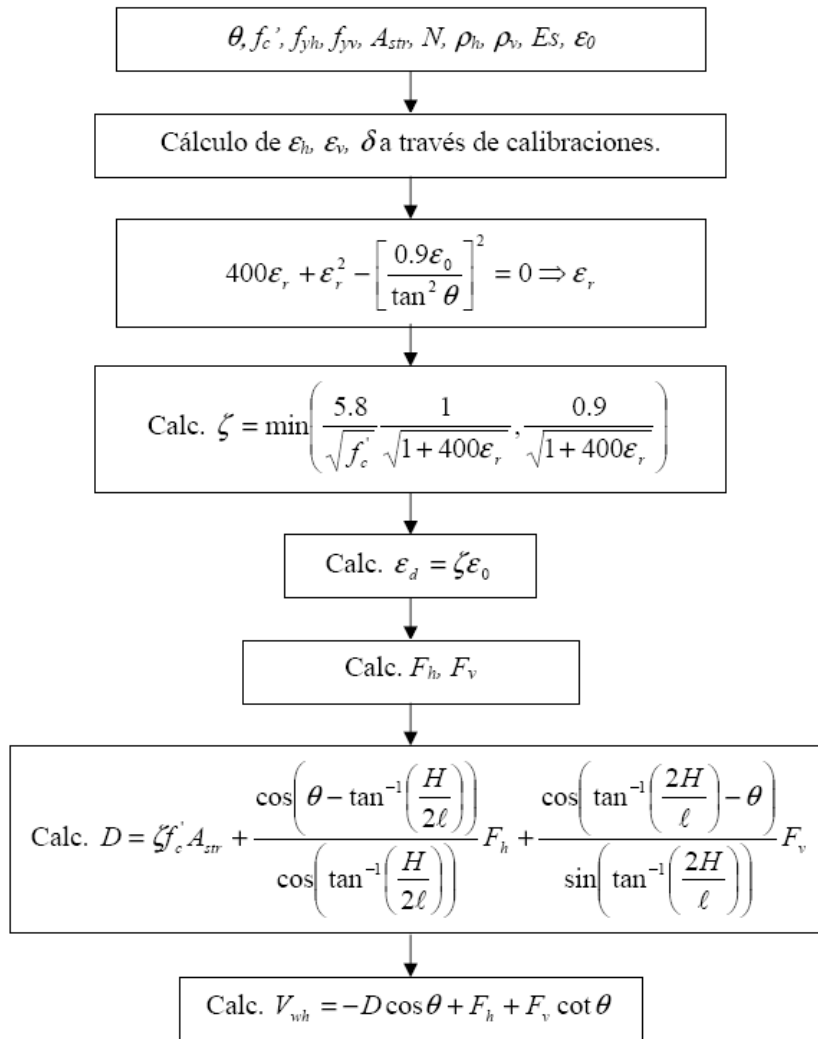 θ, f_c', f_yh, f_yv, A_str, N, ρ_h, ρ_v, Es, ε_0
Cálculo de ε_h, ε_v, δ a través de calibraciones.
400ε_r + ε_r^2 − [0.9ε_0 / tan^2 θ]^2 = 0 ⇒ ε_r
Calc. ζ = min(5.8/√f_c' 1/√(1+400ε_r), 0.9/√(1+400ε_r))
Calc. ε_d = ζε_0
Calc. F_h, F_v
Calc. D = ζf_c' A_str + cos(θ − tan^-1(H/2ℓ)) / cos(tan^-1(H/2ℓ)) F_h + cos(tan^-1(2H/ℓ) − θ) / sin(tan^-1(2H/ℓ)) F_v
Calc. V_wh = −D cos θ + F_h + F_v cot θ